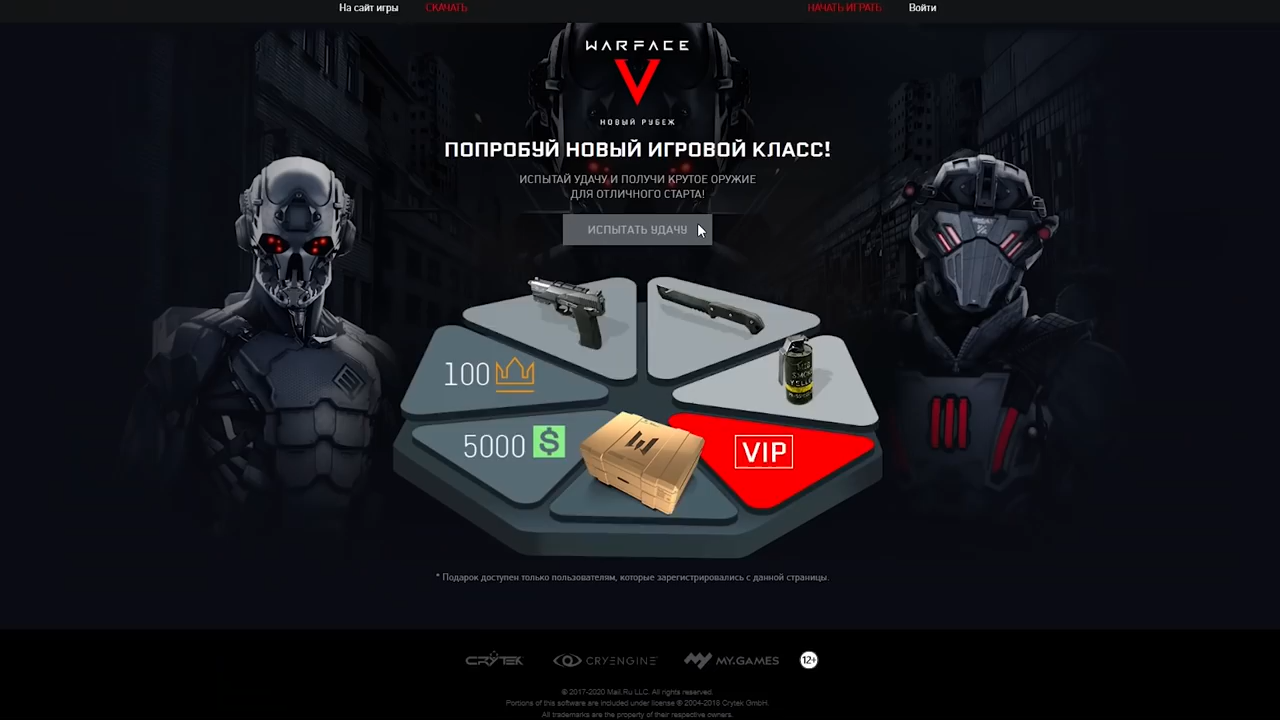 На сайт игры
СКАЧАТЬ
НАЧАТЬ ИГРАТЬ
Войти
WARFACE
НОВЫЙ РУБЕЖ
ПОПРОБУЙ НОВЫЙ ИГРОВОЙ КЛАСС!
ИСПЫТАЙ УДАЧУ И ПОЛУЧИ КРУТОЕ ОРУЖИЕ
ДЛЯ ОТЛИЧНОГО СТАРТА!
ИСПЫТАТЬ УДАЧУ
100
SMOKE
YELLOW
5000 $
W
VIP
* Подарок доступен только пользователям, которые зарегистрировались с данной страницы.
CRYTEK
CRYENGINE
MY.GAMES
12+
© 2017-2020 Mail.Ru LLC. All rights reserved.
Portions of this software are included under license © 2004-2016 Crytek GmbH.
All trademarks are the property of their respective owners.